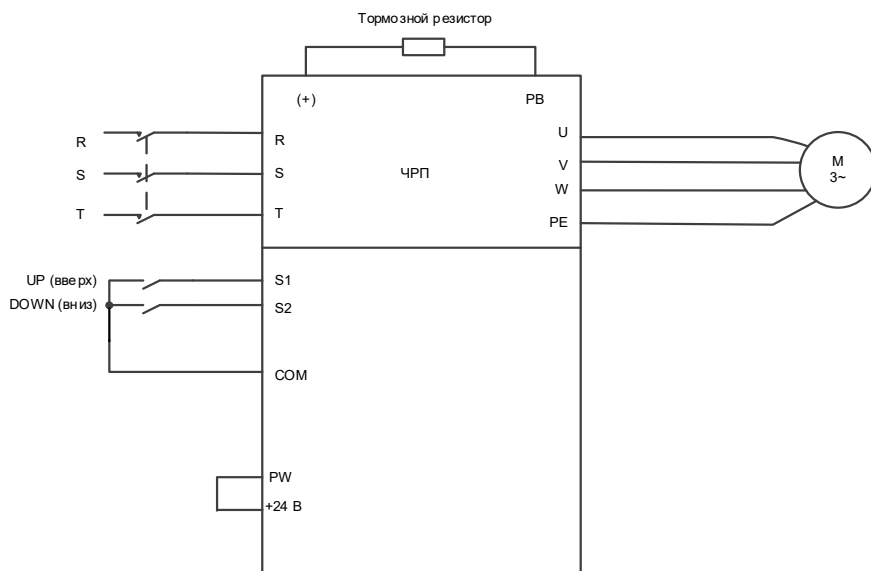 Тормозной резистор
(+)
PB
R
R
U
S
S
ЧРП
V
M
3~
T
T
W
PE
UP (вверх)
S1
DOWN (вниз)
S2
COM
PW
+24 В